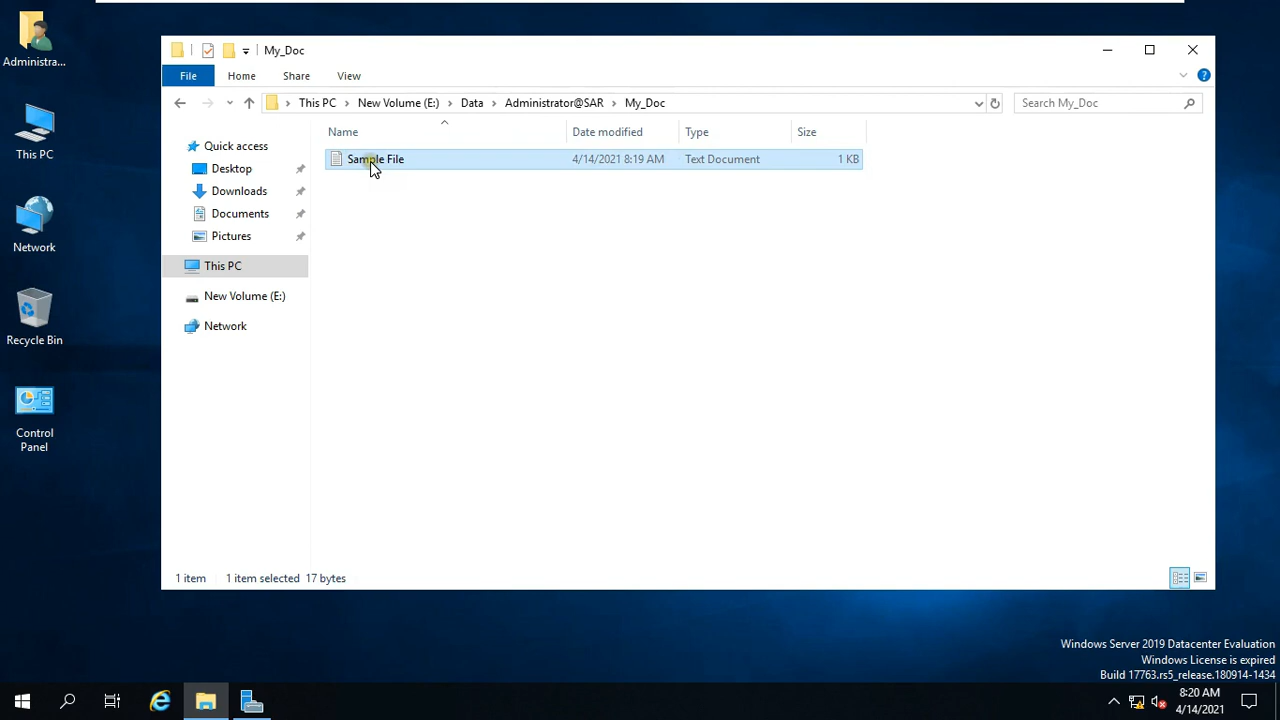 Administra...
This PC
Network
Recycle Bin
Control
Panel
My_Doc
File Home Share View
This PC New Volume (E:) Data Administrator@SAR My_Doc
Search My_Doc
Name Date modified Type Size
Sample File 4/14/2021 8:19 AM Text Document 1 KB
Quick access
Desktop
Downloads
Documents
Pictures
This PC
New Volume (E:)
Network
1 item 1 item selected 17 bytes
Windows Server 2019 Datacenter Evaluation
Windows License is expired
Build 17763.rs5_release.180914-1434
8:20 AM
4/14/2021